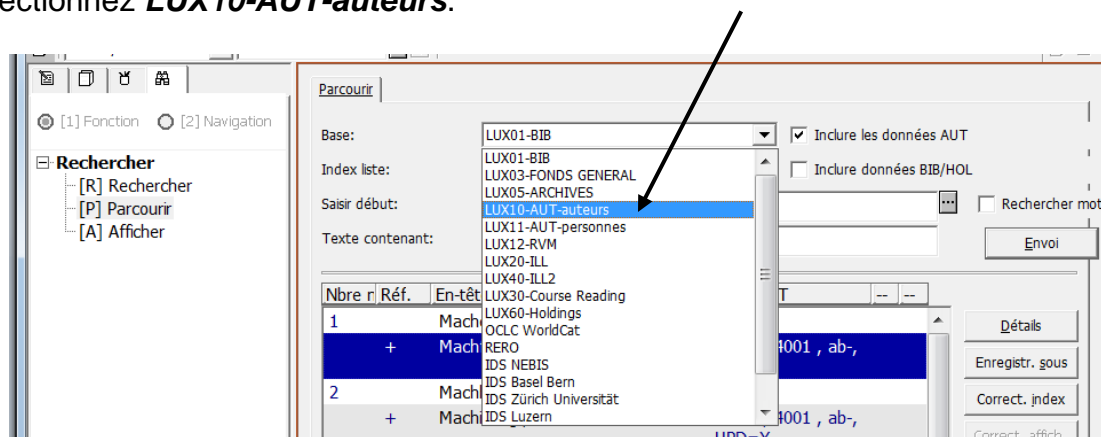 ectionnez LUX10-AUT-auteurs.
Parcourir
[1] Fonction [2] Navigation
Rechercher
[R] Rechercher
[P] Parcourir
[A] Afficher
Base: LUX01-BIB Inclure les données AUT
Index liste: Inclure données BIB/HOL
Saisir début: ... Rechercher mot
Texte contenant: Envoi
LUX01-BIB
LUX03-FONDS GENERAL
LUX05-ARCHIVES
LUX10-AUT-auteurs
LUX11-AUT-personnes
LUX12-RVM
LUX20-ILL
LUX40-ILL2
LUX30-Course Reading
LUX60-Holdings
OCLC WorldCat
RERO
IDS NEBIS
IDS Basel Bern
IDS Zürich Universität
IDS Luzern
Nbre r Réf. En-têt T -- --
1 Mach
+ Mach 4001 , ab-,
2 Mach
+ Machi 4001 , ab-,
UPD=Y
Détails
Enregistr. sous
Correct. index
Correct. affich